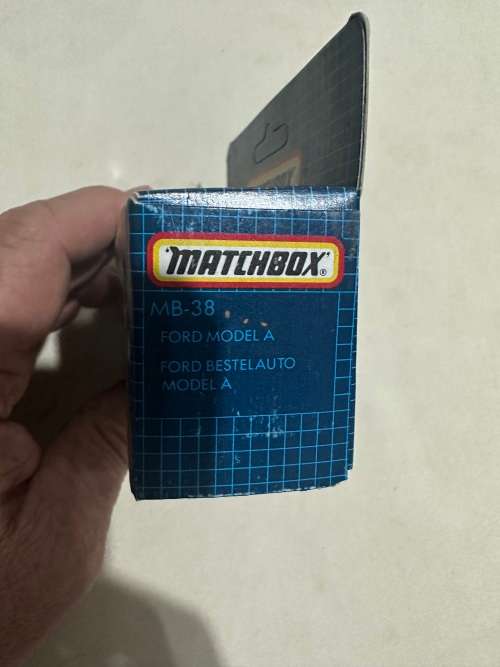 "MATCHBOX"®
MB-38
FORD MODEL A
FORD BESTELAUTO
MODEL A